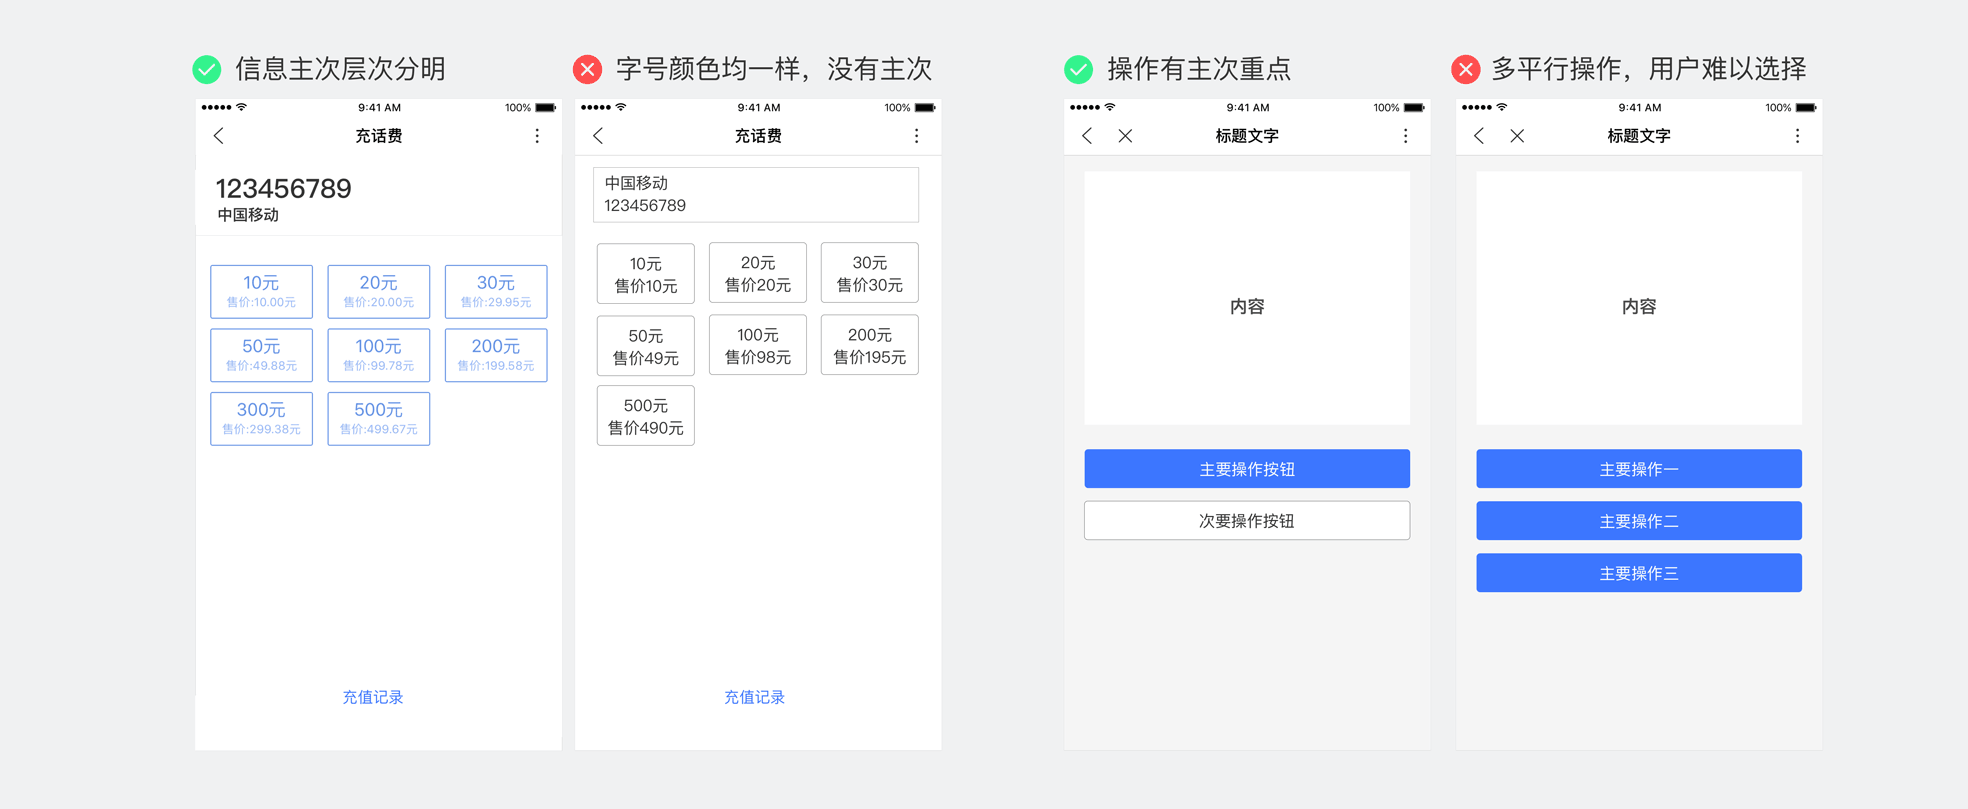 信息主次层次分明
9:41 AM
100%
充话费
123456789
中国移动
10元
售价:10.00元
20元
售价:20.00元
30元
售价:29.95元
50元
售价:49.88元
100元
售价:99.78元
200元
售价:199.58元
300元
售价:299.38元
500元
售价:499.67元
充值记录
字号颜色均一样，没有主次
9:41 AM
100%
充话费
中国移动
123456789
10元
售价10元
20元
售价20元
30元
售价30元
50元
售价49元
100元
售价98元
200元
售价195元
500元
售价490元
充值记录
操作有主次重点
9:41 AM
100%
标题文字
内容
主要操作按钮
次要操作按钮
多平行操作，用户难以选择
9:41 AM
100%
标题文字
内容
主要操作一
主要操作二
主要操作三